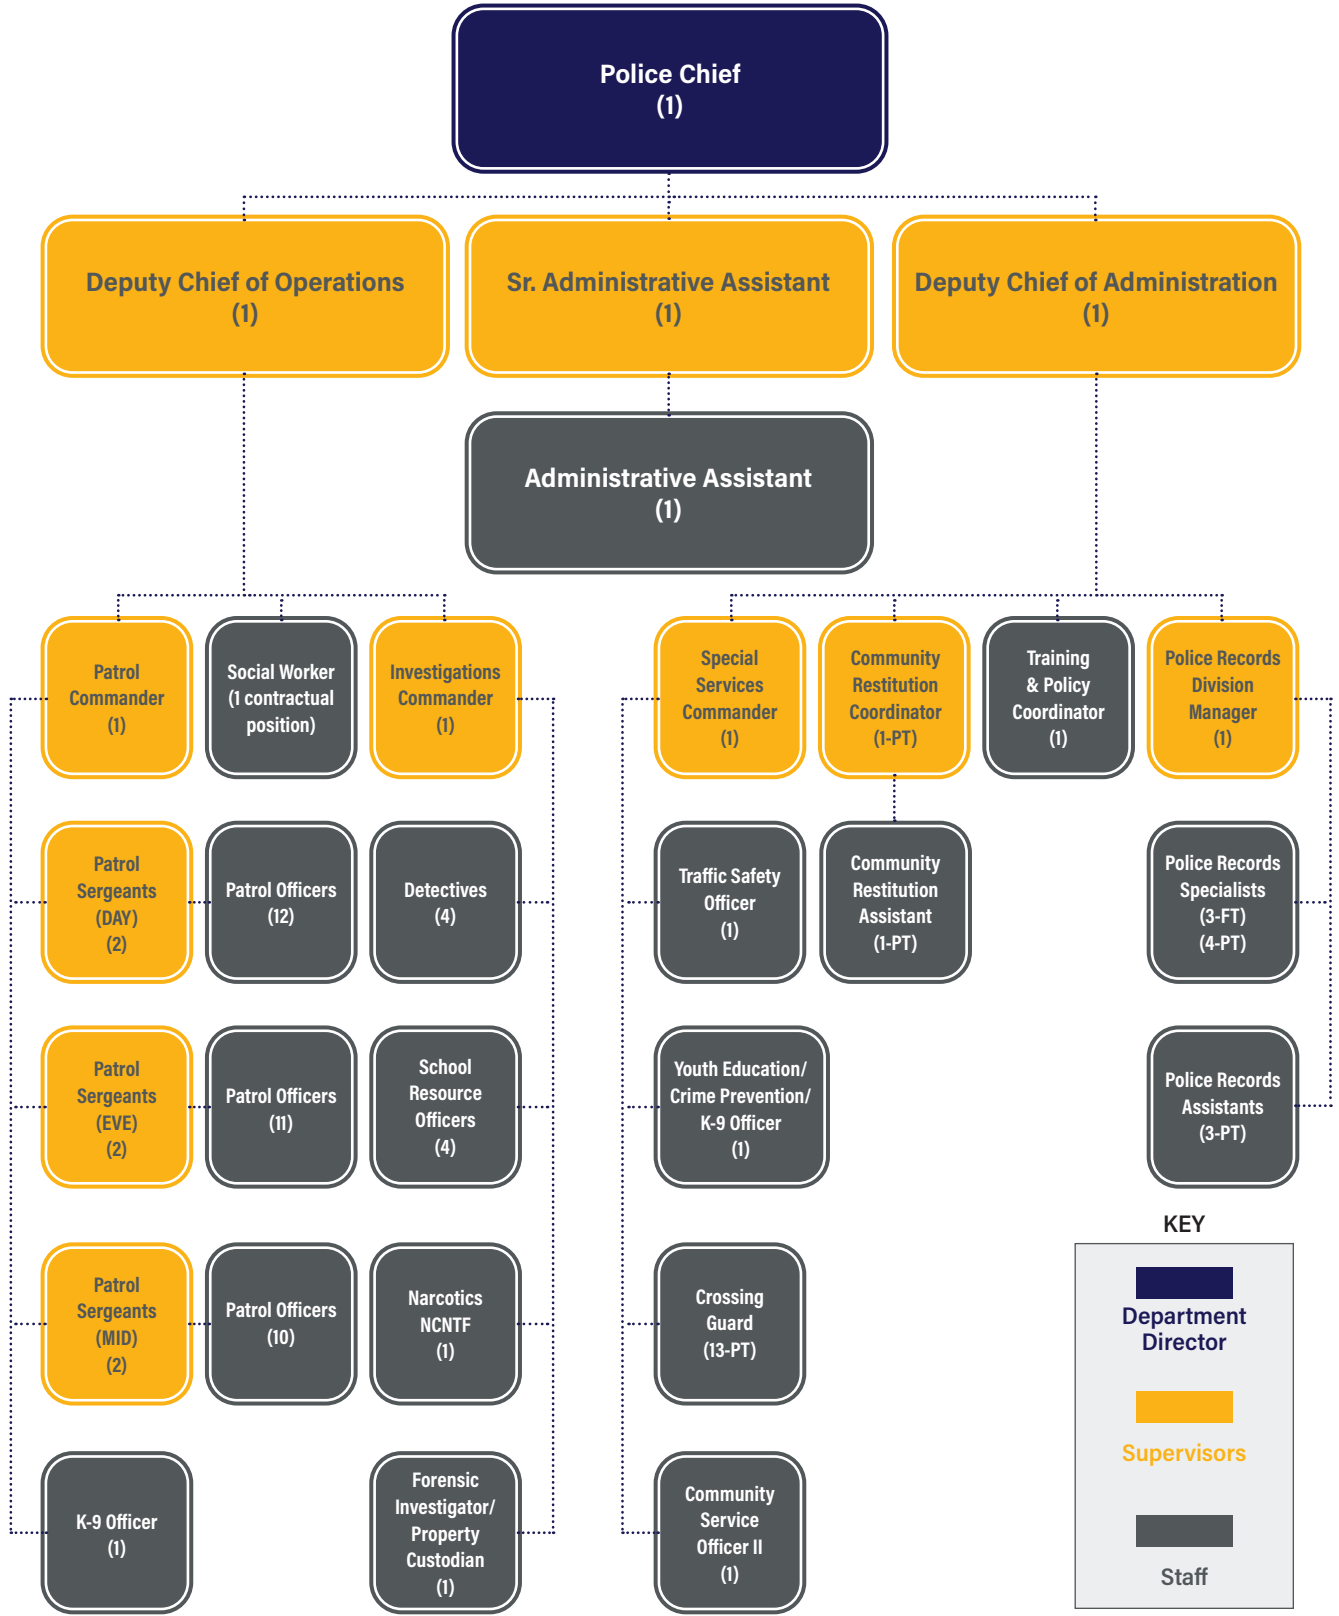 Police Chief
(1)
Deputy Chief of Operations
(1)
Sr. Administrative Assistant
(1)
Deputy Chief of Administration
(1)
Administrative Assistant
(1)
Patrol
Commander
(1)
Social Worker
(1 contractual
position)
Investigations
Commander
(1)
Special
Services
Commander
(1)
Community
Restitution
Coordinator
(1-PT)
Training
& Policy
Coordinator
(1)
Police Records
Division
Manager
(1)
Patrol
Sergeants
(DAY)
(2)
Patrol Officers
(12)
Detectives
(4)
Traffic Safety
Officer
(1)
Community
Restitution
Assistant
(1-PT)
Police Records
Specialists
(3-FT)
(4-PT)
Patrol
Sergeants
(EVE)
(2)
Patrol Officers
(11)
School
Resource
Officers
(4)
Youth Education/
Crime Prevention/
K-9 Officer
(1)
Police Records
Assistants
(3-PT)
Patrol
Sergeants
(MID)
(2)
Patrol Officers
(10)
Narcotics
NCNTF
(1)
Crossing
Guard
(13-PT)
K-9 Officer
(1)
Forensic
Investigator/
Property
Custodian
(1)
Community
Service
Officer II
(1)
KEY
Department
Director
Supervisors
Staff